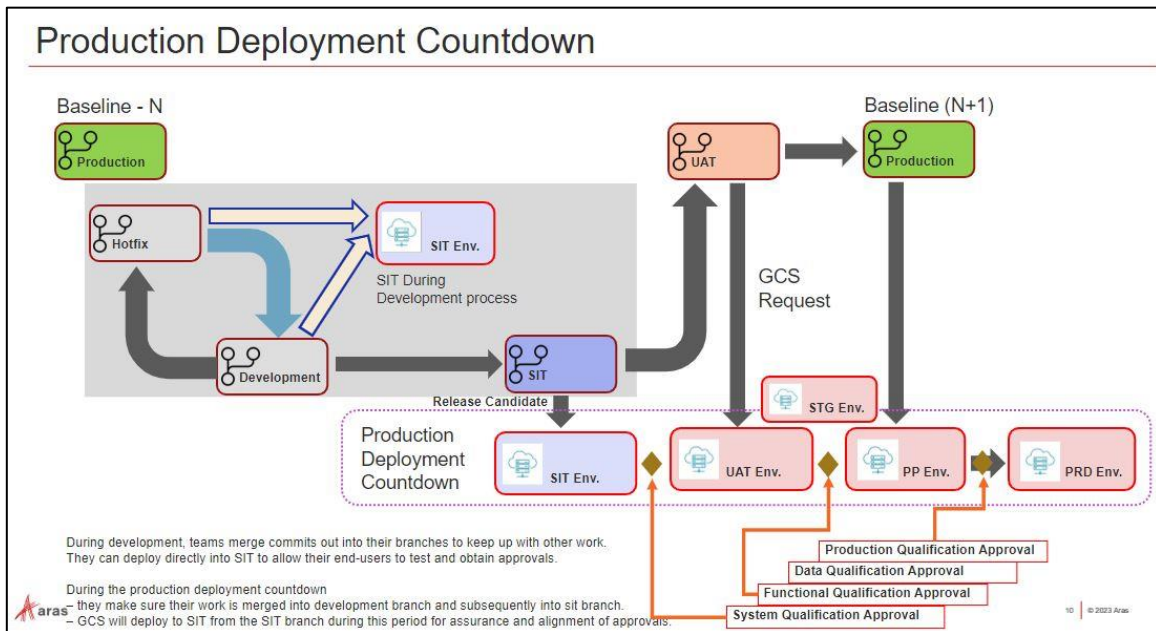 Production Deployment Countdown
Baseline - N
Production
UAT
Baseline (N+1)
Production
Hotfix
SIT Env.
SIT During
Development process
GCS
Request
Development
SIT
Release Candidate
STG Env.
Production
Deployment
Countdown
SIT Env.
UAT Env.
PP Env.
PRD Env.
During development, teams merge commits out into their branches to keep up with other work.
They can deploy directly into SIT to allow their end-users to test and obtain approvals.
During the production deployment countdown
– they make sure their work is merged into development branch and subsequently into sit branch.
– GCS will deploy to SIT from the SIT branch during this period for assurance and alignment of approvals.
Production Qualification Approval
Data Qualification Approval
Functional Qualification Approval
System Qualification Approval
aras
10 © 2023 Aras